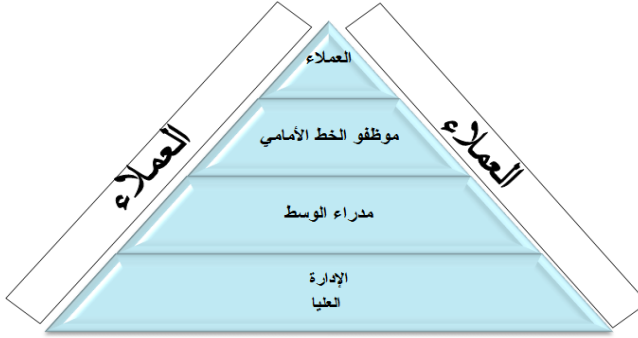 العملاء
موظفو الخط الأمامي
مدراء الوسط
الإدارة
العليا
العملاء
العملاء